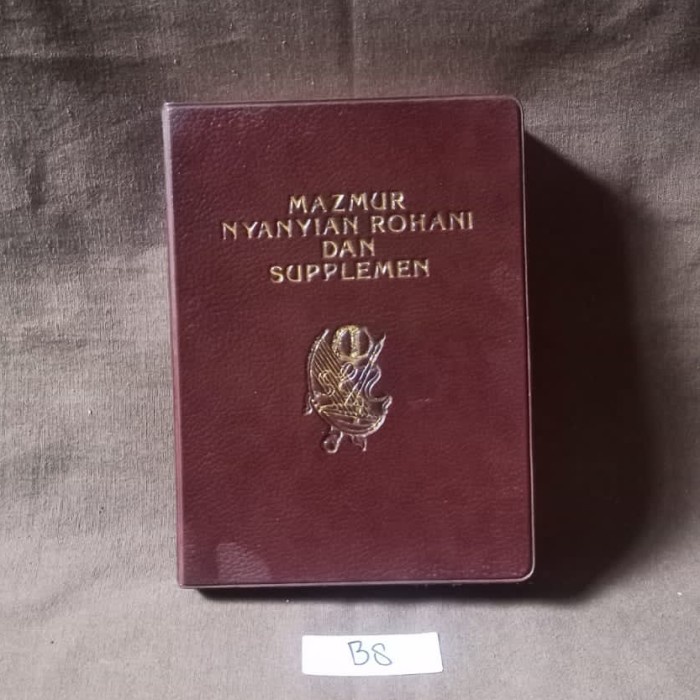 MAZMUR
NYANYIAN ROHANI
DAN
SUPPLEMEN
B8